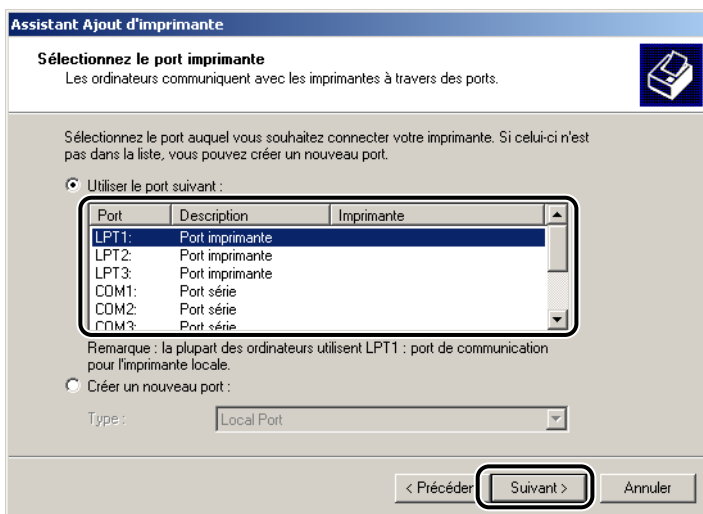 Assistant Ajout d'imprimante
Sélectionnez le port imprimante
Les ordinateurs communiquent avec les imprimantes à travers des ports.
Sélectionnez le port auquel vous souhaitez connecter votre imprimante. Si celui-ci n'est
pas dans la liste, vous pouvez créer un nouveau port.
Utiliser le port suivant :
Port Description Imprimante
LPT1: Port imprimante
LPT2: Port imprimante
LPT3: Port imprimante
COM1: Port série
COM2: Port série
COM3: Port série
Remarque : la plupart des ordinateurs utilisent LPT1 : port de communication
pour l'imprimante locale.
Créer un nouveau port :
Type : Local Port
< Précéder Suivant > Annuler